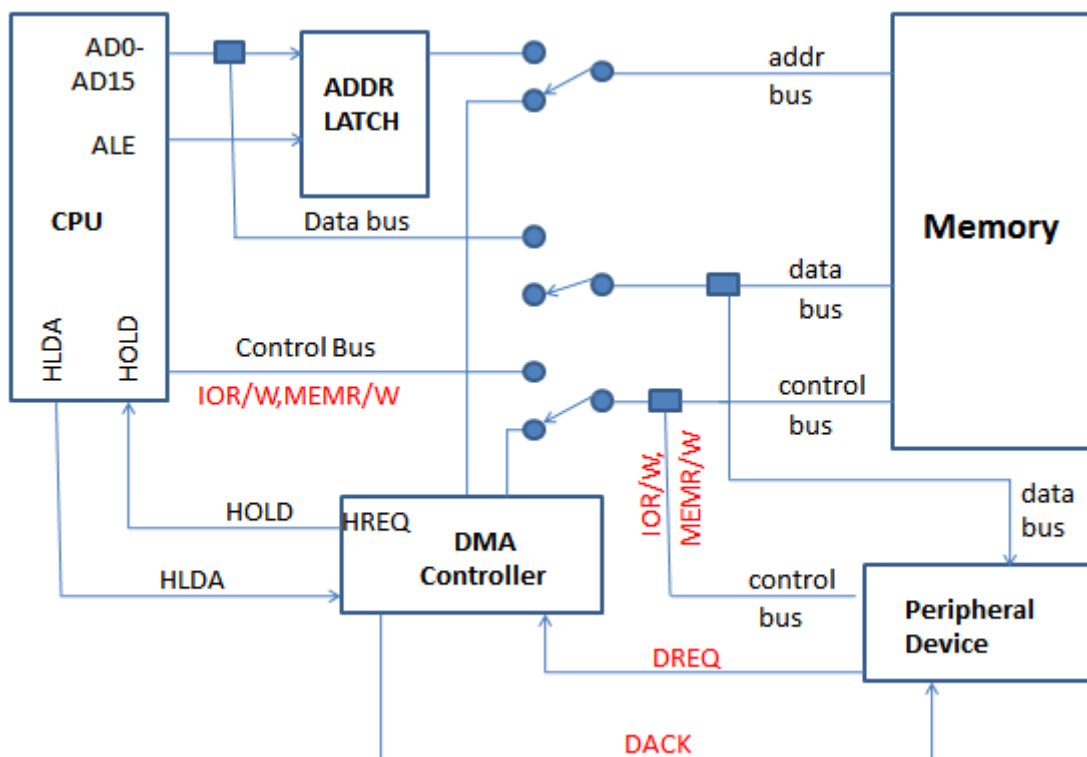 AD0-
AD15
ALE
CPU
HLDA
HOLD
ADDR
LATCH
Data bus
Control Bus
IOR/W,MEMR/W
addr
bus
data
bus
control
bus
Memory
IOR/W,
MEMR/W
HOLD
HREQ
DMA
Controller
HLDA
data
bus
control
bus
Peripheral
Device
DREQ
DACK